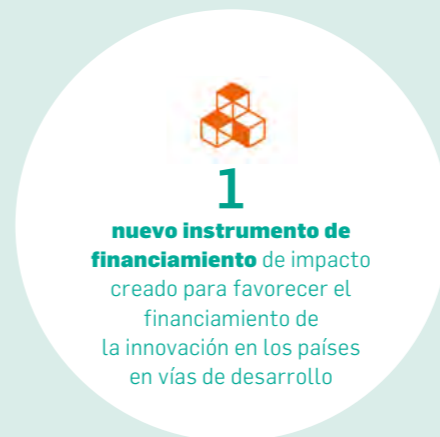 1
nuevo instrumento de
financiamiento de impacto
creado para favorecer el
financiamiento de
la innovación en los países
en vías de desarrollo